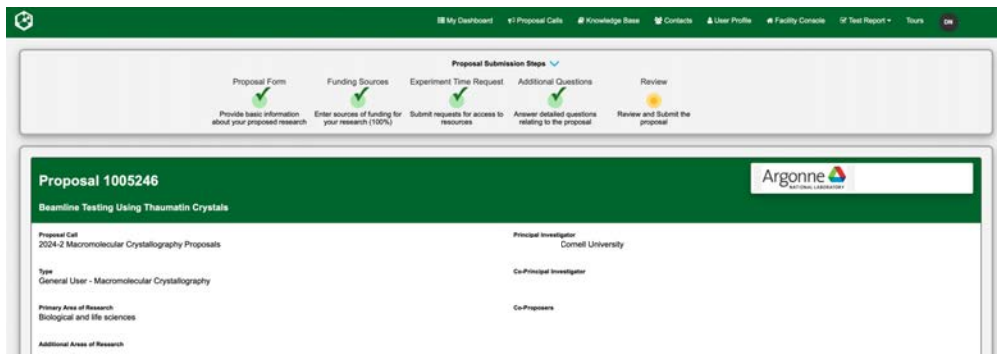 My Dashboard Proposal Calls Knowledge Base Contacts User Profile Facility Console Test Report Tours DN
Proposal Submission Steps
Proposal Form Funding Sources Experiment Time Request Additional Questions Review
Provide basic information Enter sources of funding for Submit requests for access to Answer detailed questions Review and Submit the
about your proposed research your research (100%) resources relating to the proposal proposal
Proposal 1005246
Argonne
NATIONAL LABORATORY
Beamline Testing Using Thaumatin Crystals
Proposal Call
2024-2 Macromolecular Crystallography Proposals
Principal Investigator
Cornell University
Type
General User - Macromolecular Crystallography
Co-Principal Investigator
Primary Area of Research
Biological and life sciences
Co-Proposers
Additional Areas of Research